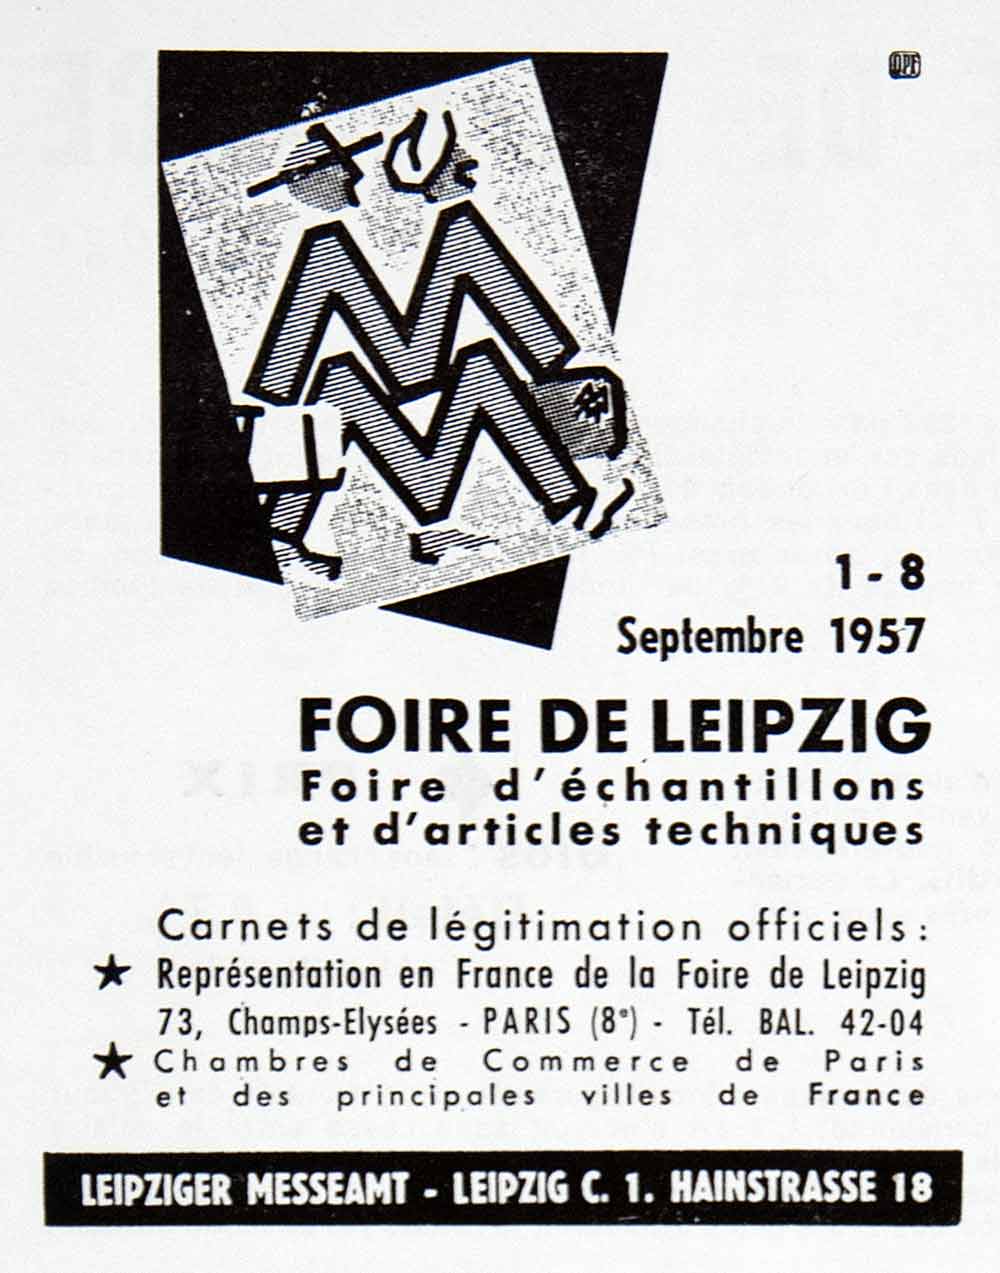 OPF
1 - 8
Septembre 1957
FOIRE DE LEIPZIG
Foire d'échantillons
et d'articles techniques
Carnets de légitimation officiels :
★ Représentation en France de la Foire de Leipzig
73, Champs-Elysées - PARIS (8e) - Tél. BAL. 42-04
★ Chambres de Commerce de Paris
et des principales villes de France
LEIPZIGER MESSEAMT - LEIPZIG C. 1. HAINSTRASSE 18